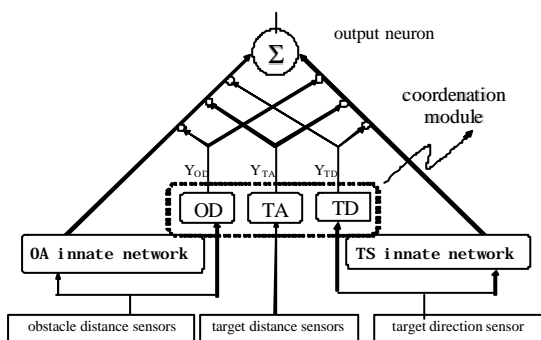 output neuron
Σ
coordenation
module
Y_OD Y_TA Y_TD
OD TA TD
OA innate network TS innate network
obstacle distance sensors target distance sensors target direction sensor